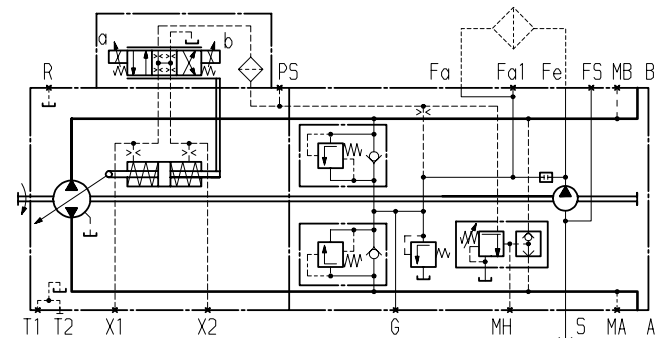 a b
R PS Fa Fa1 Fe FS MB B
T1 T2 X1 X2 G MH S MA A